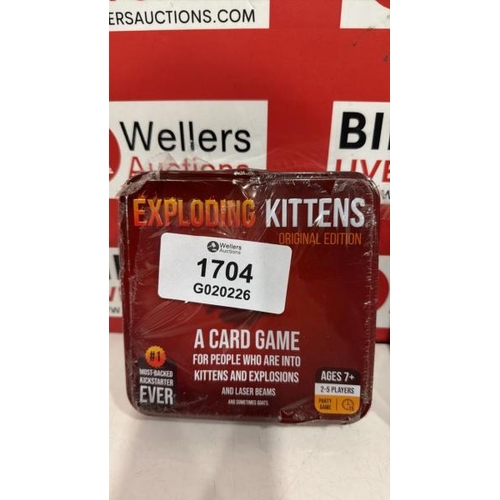 ERSAUCTIONS.COM
Wellers
Auctions
BI
LIVE
EXPLODING KITTENS
ORIGINAL EDITION
Wellers
Auctions
1704
G020226
A CARD GAME
FOR PEOPLE WHO ARE INTO
KITTENS AND EXPLOSIONS
AND LASER BEAMS
AND SOMETIMES GOATS
#1
MOST-BACKED
KICKSTARTER
EVER
AGES 7+
2-5 PLAYERS
PARTY
GAME